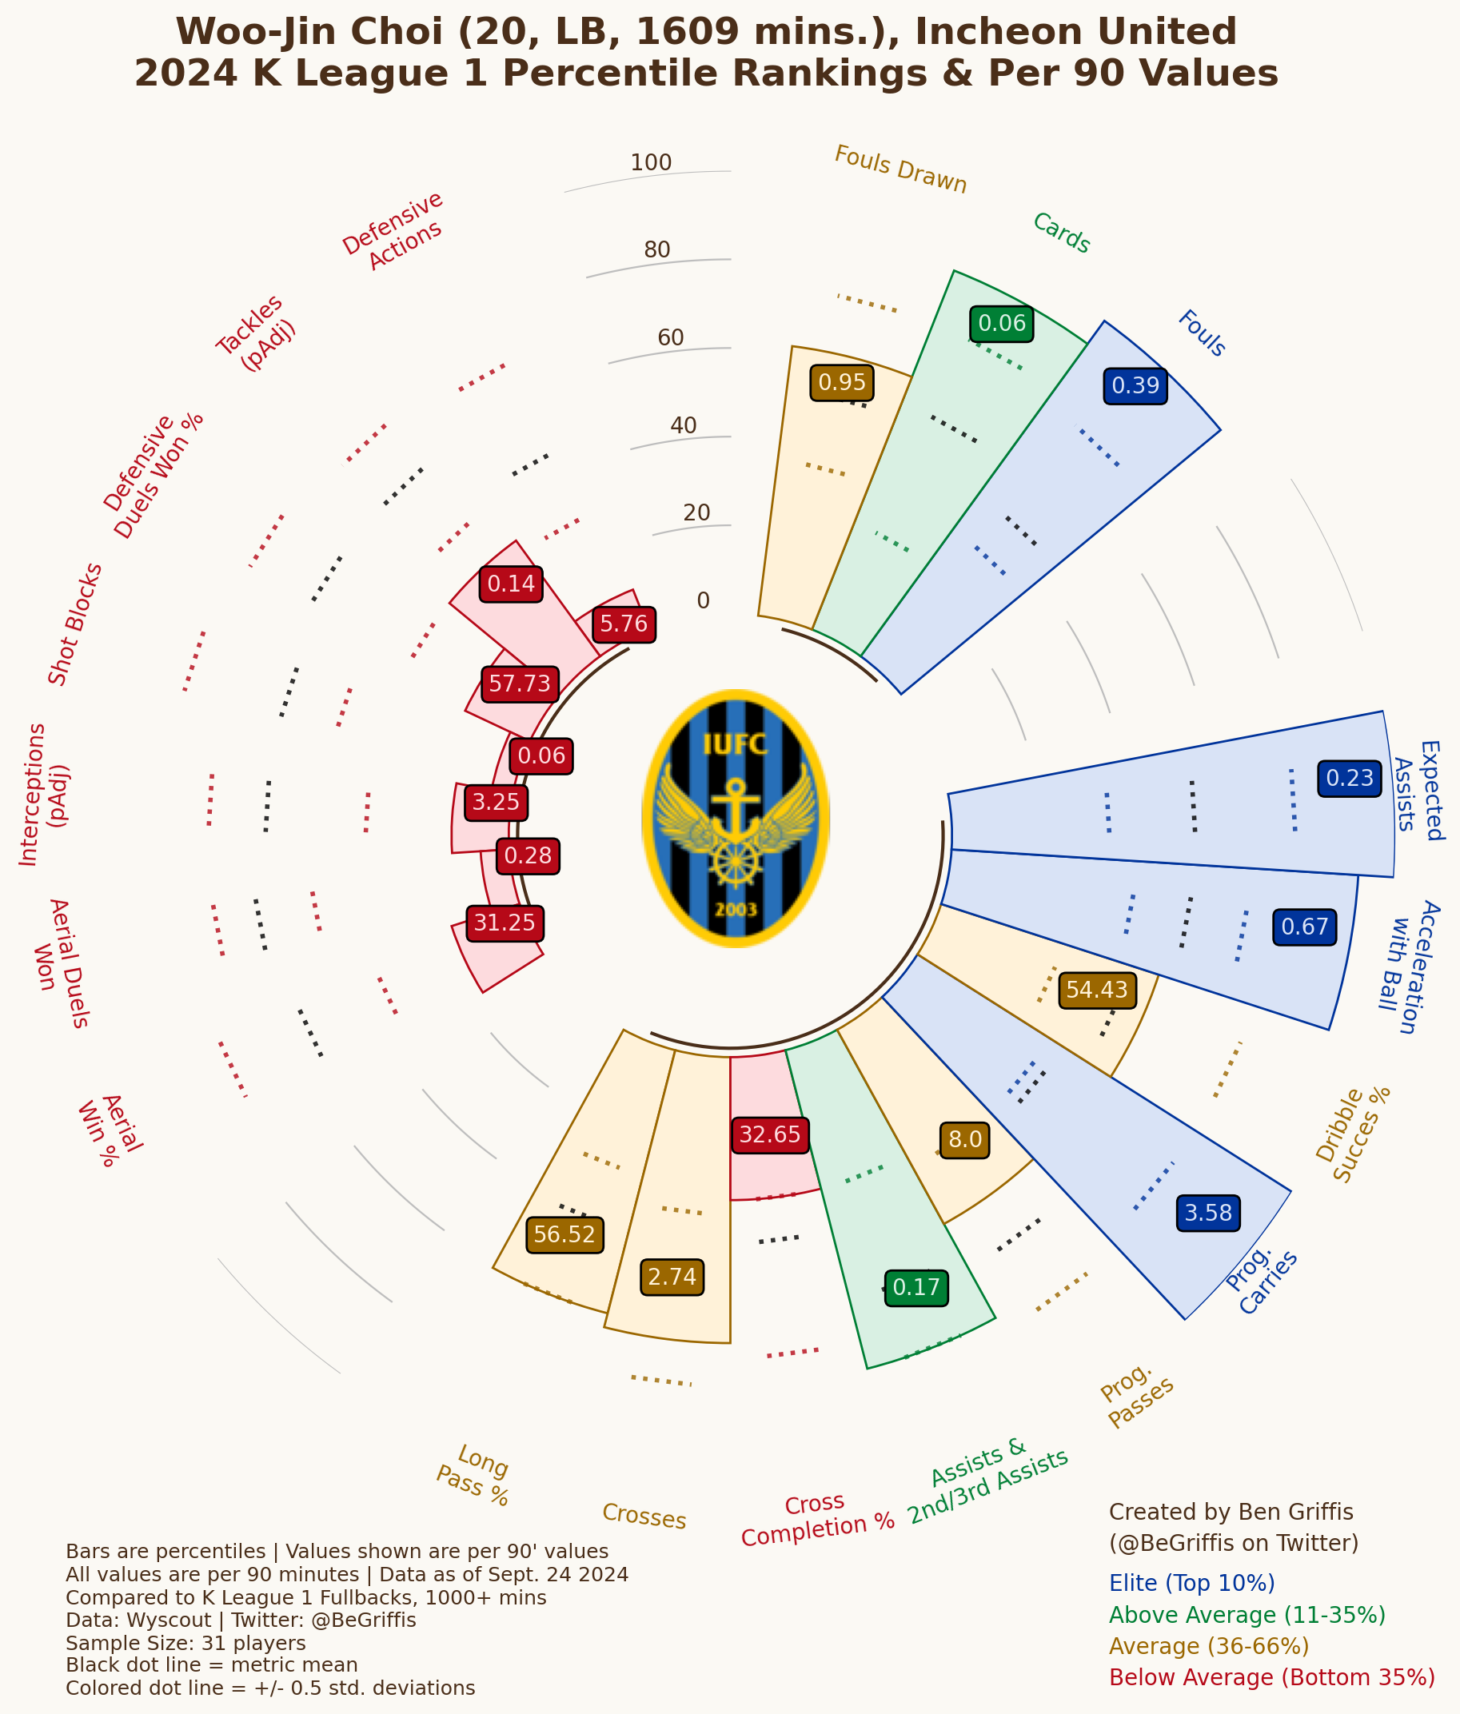 Woo-Jin Choi (20, LB, 1609 mins.), Incheon United
2024 K League 1 Percentile Rankings & Per 90 Values
100
80
60
40
20
0
Fouls Drawn
0.95
Cards
0.06
Fouls
0.39
Expected
Assists
0.23
Acceleration
with Ball
0.67
Dribble
Succes %
54.43
Prog.
Carries
3.58
Prog.
Passes
8.0
Assists &
2nd/3rd Assists
0.17
Cross
Completion %
32.65
Crosses
2.74
Long
Pass %
56.52
Aerial
Win %
31.25
Aerial Duels
Won
0.28
Interceptions
(pAdj)
3.25
Shot Blocks
0.06
Defensive
Duels Won %
57.73
Tackles
(pAdj)
0.14
Defensive
Actions
5.76
IUFC
2003
Bars are percentiles | Values shown are per 90' values
All values are per 90 minutes | Data as of Sept. 24 2024
Compared to K League 1 Fullbacks, 1000+ mins
Data: Wyscout | Twitter: @BeGriffis
Sample Size: 31 players
Black dot line = metric mean
Colored dot line = +/- 0.5 std. deviations
Created by Ben Griffis
(@BeGriffis on Twitter)
Elite (Top 10%)
Above Average (11-35%)
Average (36-66%)
Below Average (Bottom 35%)